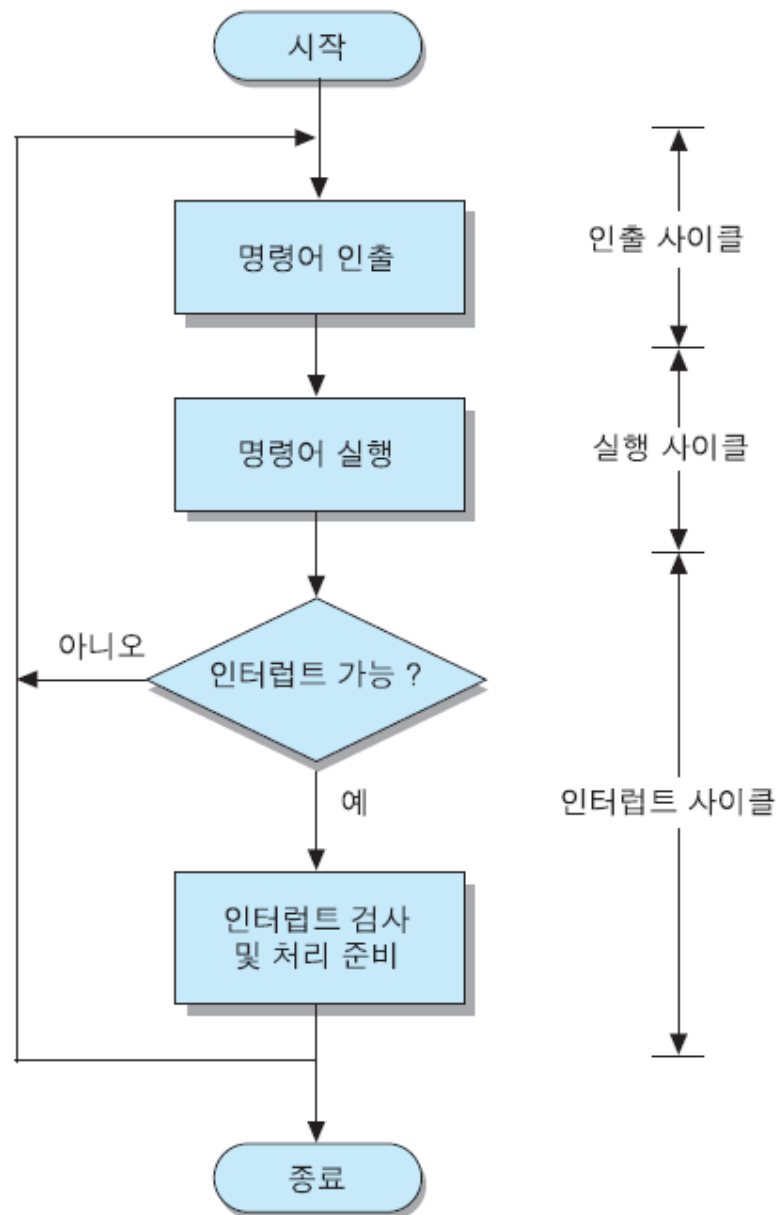 시작
명령어 인출
인출 사이클
명령어 실행
실행 사이클
아니오
인터럽트 가능 ?
예
인터럽트 사이클
인터럽트 검사
및 처리 준비
종료